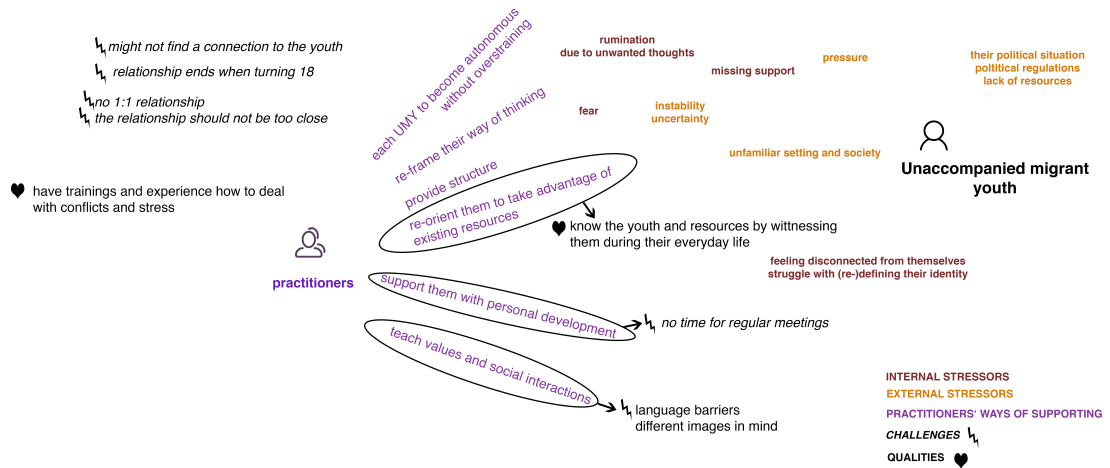 might not find a connection to the youth
relationship ends when turning 18
no 1:1 relationship
the relationship should not be too close
have trainings and experience how to deal
with conflicts and stress
practitioners
each UMY to become autonomous
without overstraining
re-frame their way of thinking
provide structure
re-orient them to take advantage of
existing resources
know the youth and resources by wittnessing
them during their everyday life
support them with personal development
no time for regular meetings
teach values and social interactions
language barriers
different images in mind
rumination
due to unwanted thoughts
missing support
pressure
their political situation
poltitical regulations
lack of resources
fear
instability
uncertainty
unfamiliar setting and society
Unaccompanied migrant
youth
feeling disconnected from themselves
struggle with (re-)defining their identity
INTERNAL STRESSORS
EXTERNAL STRESSORS
PRACTITIONERS' WAYS OF SUPPORTING
CHALLENGES
QUALITIES